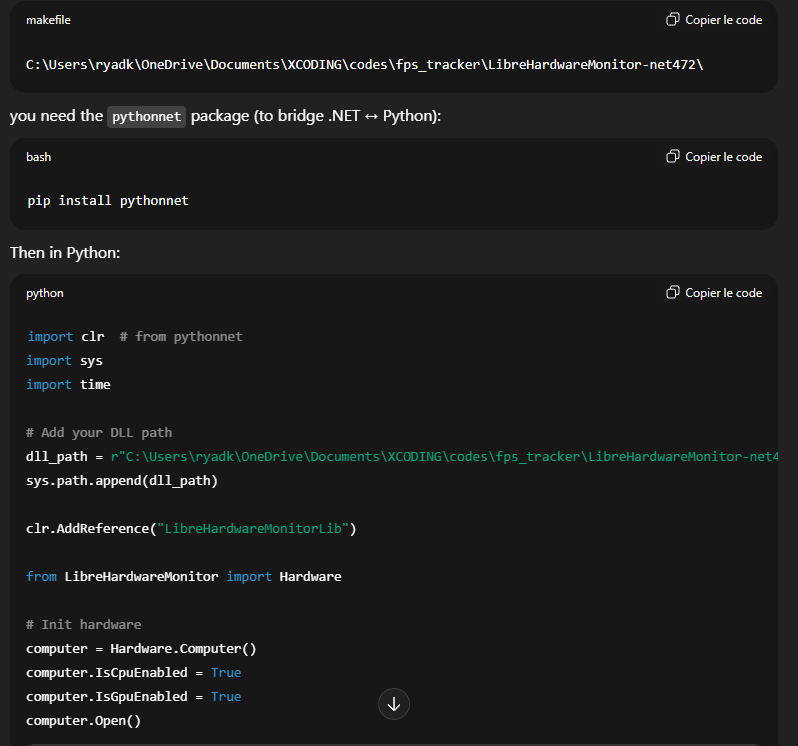 makefile
Copier le code
C:\Users\ryadk\OneDrive\Documents\XCODING\codes\fps_tracker\LibreHardwareMonitor-net472\
you need the pythonnet package (to bridge .NET ↔ Python):
bash
Copier le code
pip install pythonnet
Then in Python:
python
Copier le code
import clr  # from pythonnet
import sys
import time
# Add your DLL path
dll_path = r"C:\Users\ryadk\OneDrive\Documents\XCODING\codes\fps_tracker\LibreHardwareMonitor-net4
sys.path.append(dll_path)
clr.AddReference("LibreHardwareMonitorLib")
from LibreHardwareMonitor import Hardware
# Init hardware
computer = Hardware.Computer()
computer.IsCpuEnabled = True
computer.IsGpuEnabled = True
computer.Open()